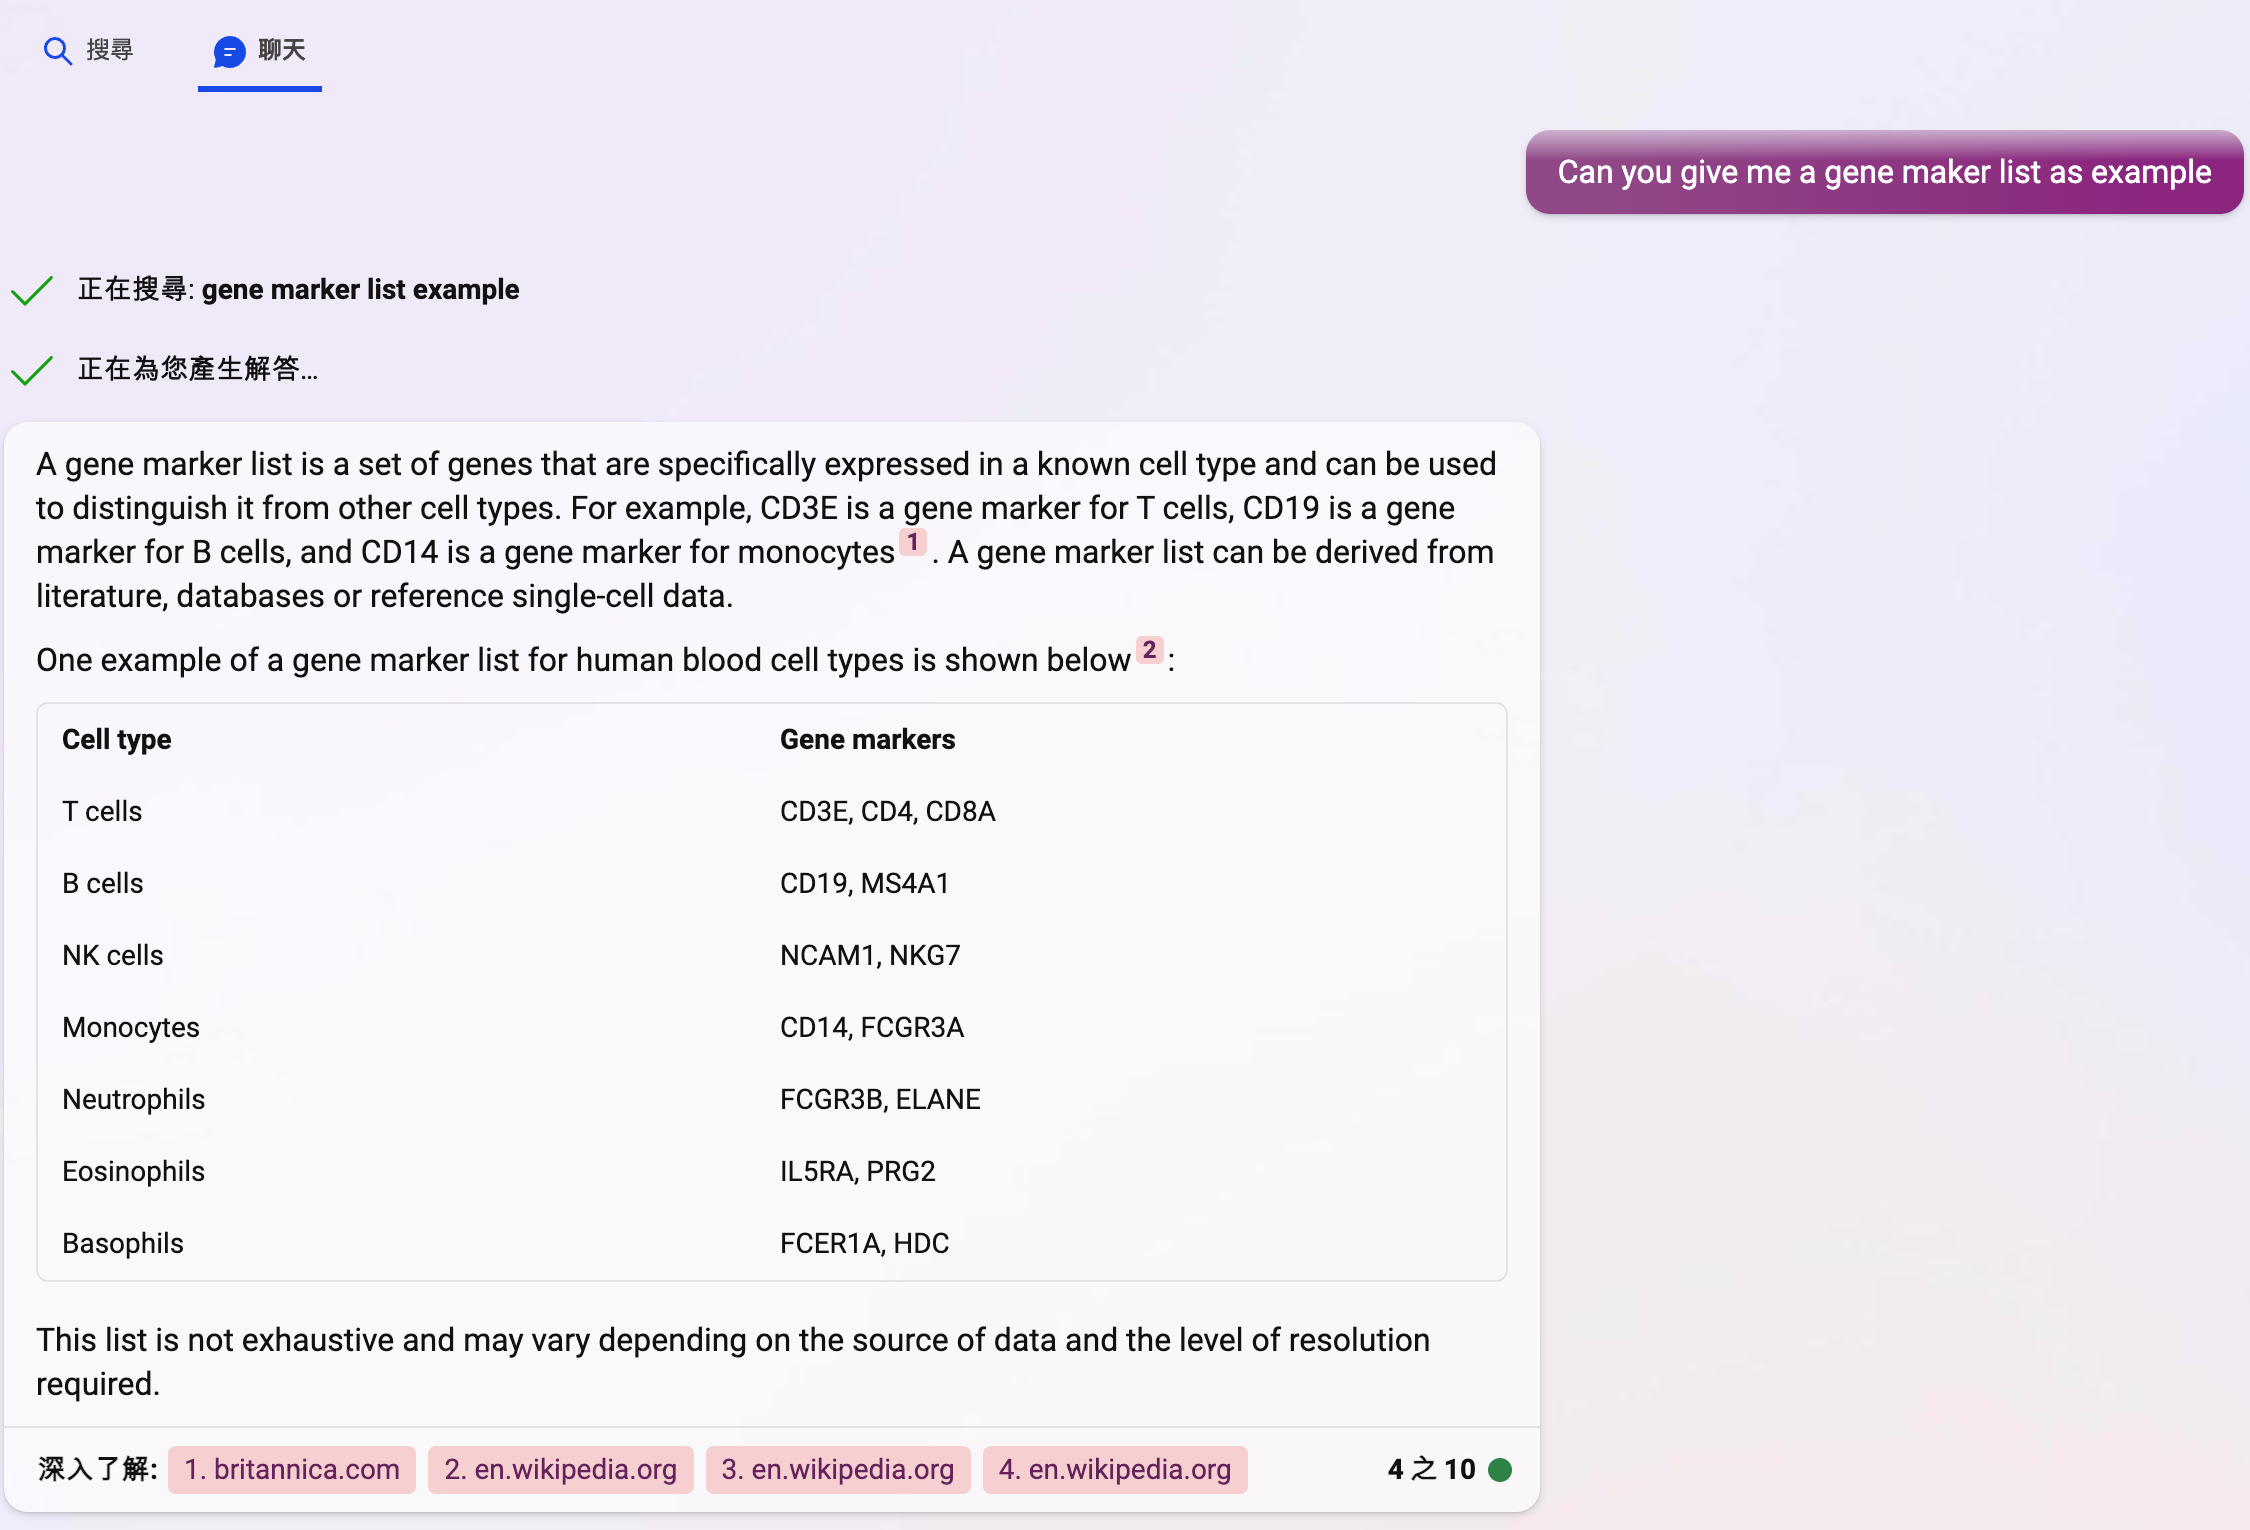 搜尋
聊天
Can you give me a gene maker list as example
正在搜尋: gene marker list example
正在為您產生解答...
A gene marker list is a set of genes that are specifically expressed in a known cell type and can be used
to distinguish it from other cell types. For example, CD3E is a gene marker for T cells, CD19 is a gene
marker for B cells, and CD14 is a gene marker for monocytes 1 . A gene marker list can be derived from
literature, databases or reference single-cell data.
One example of a gene marker list for human blood cell types is shown below 2 :
Cell type Gene markers
T cells CD3E, CD4, CD8A
B cells CD19, MS4A1
NK cells NCAM1, NKG7
Monocytes CD14, FCGR3A
Neutrophils FCGR3B, ELANE
Eosinophils IL5RA, PRG2
Basophils FCER1A, HDC
This list is not exhaustive and may vary depending on the source of data and the level of resolution
required.
深入了解: 1. britannica.com 2. en.wikipedia.org 3. en.wikipedia.org 4. en.wikipedia.org 4 之 10